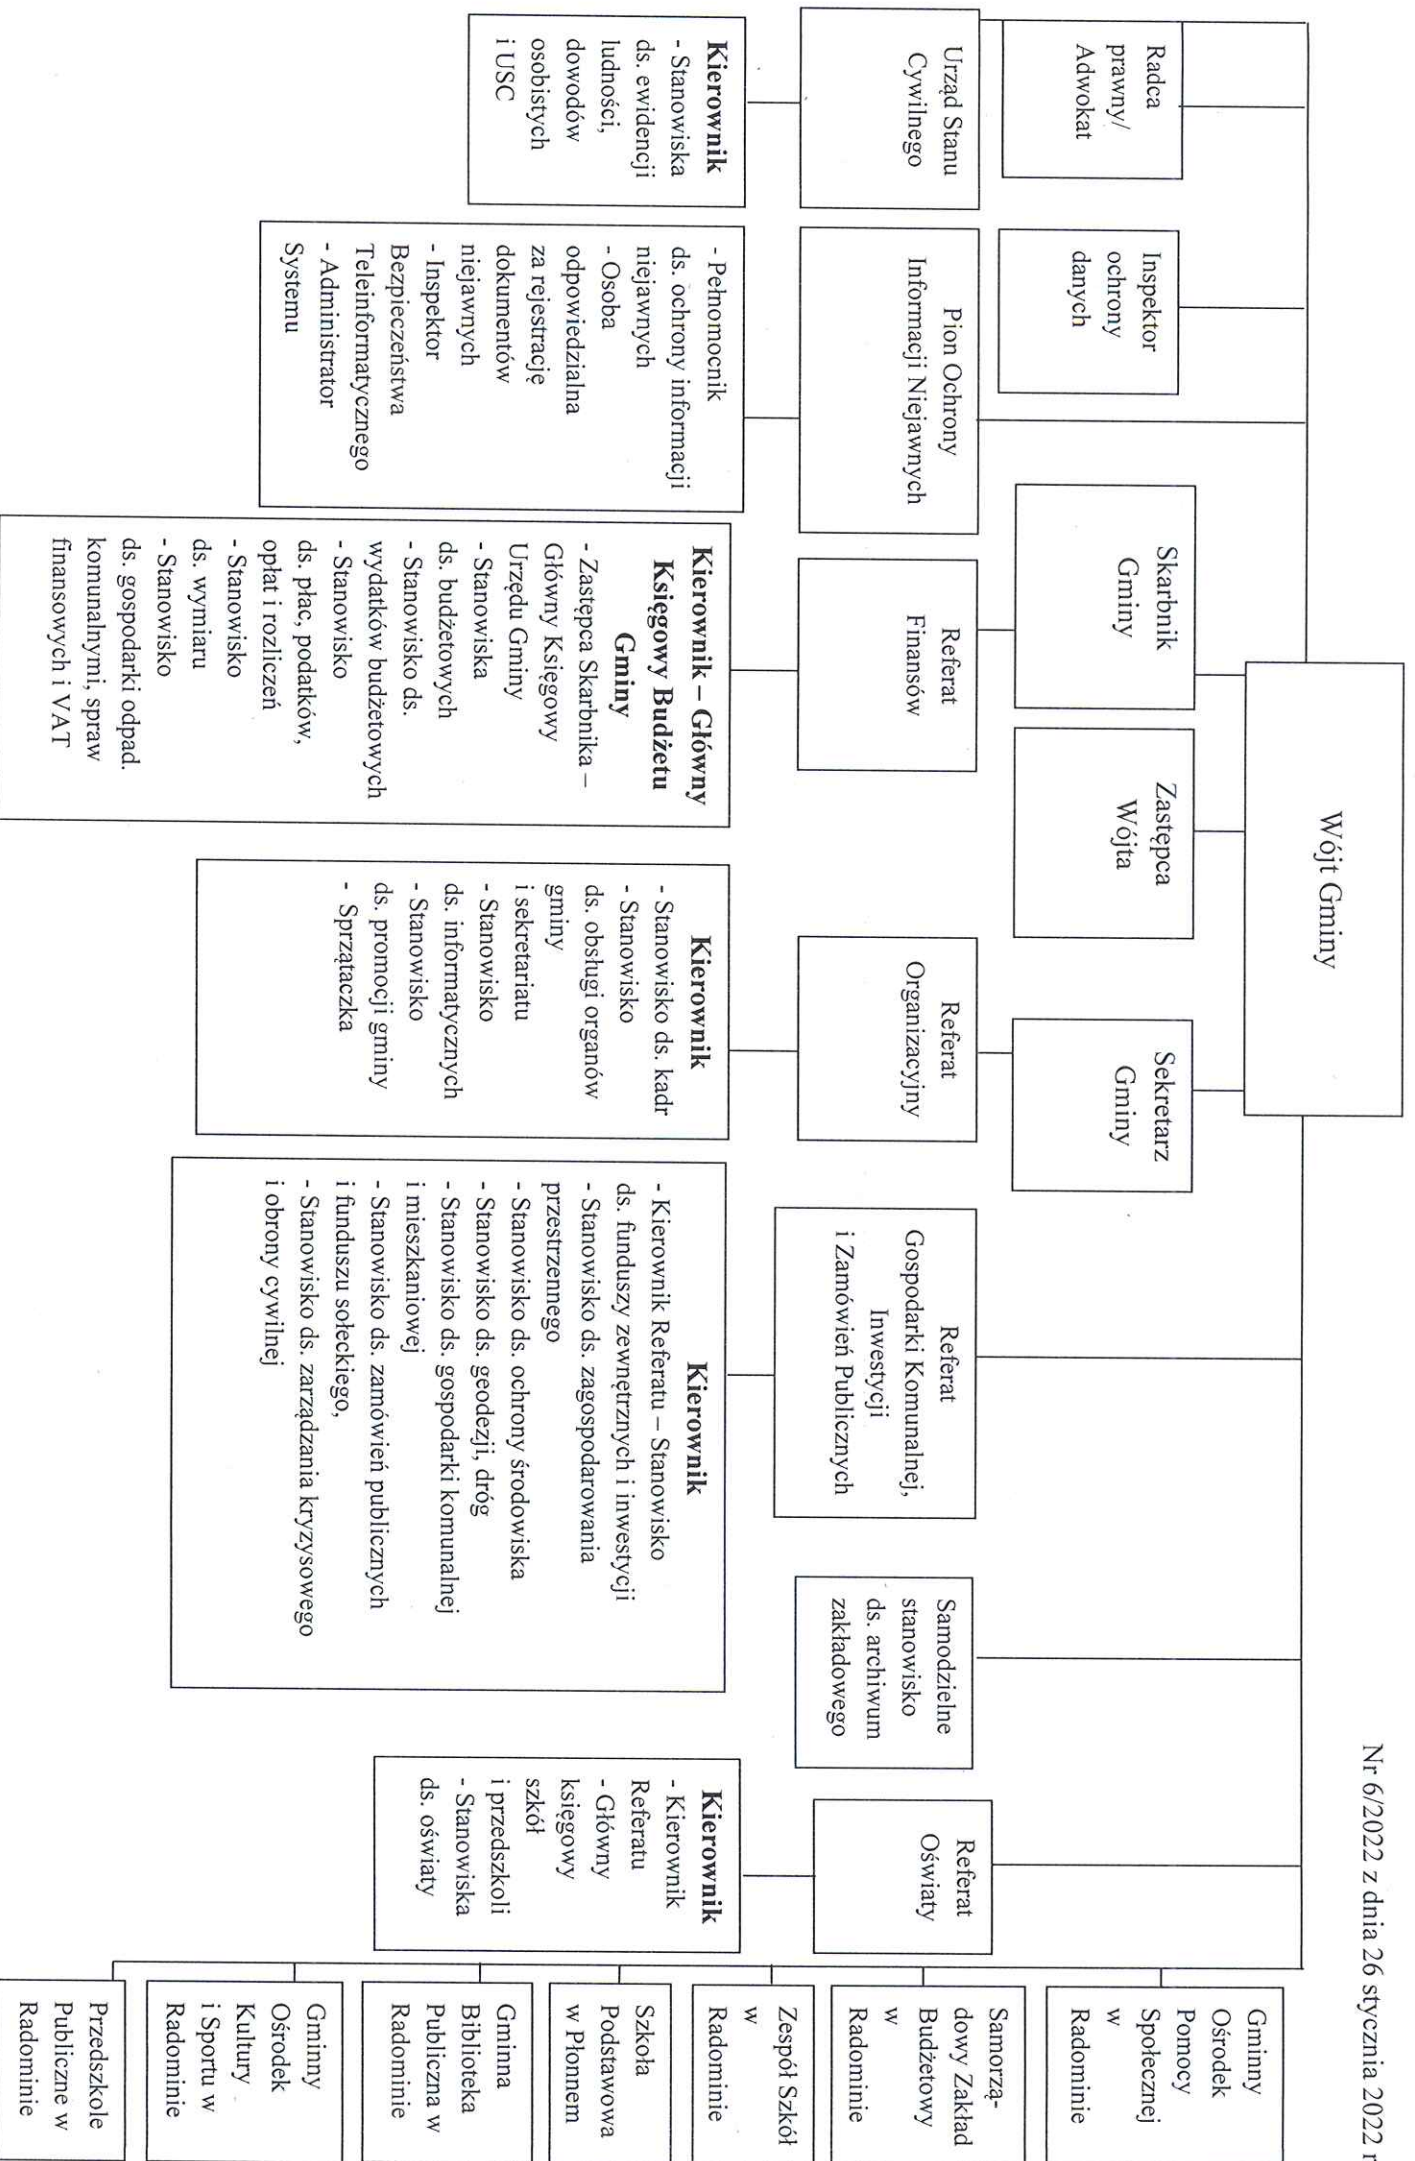 Nr 6/2022 z dnia 26 stycznia 2022 r
Wójt Gminy
Radca
prawny/
Adwokat
Inspektor
ochrony
danych
Skarbnik
Gminy
Zastępca
Wójta
Sekretarz
Gminy
Urząd Stanu
Cywilnego
Pion Ochrony
Informacji Niejawnych
Referat
Finansów
Referat
Organizacyjny
Referat
Gospodarki Komunalnej,
Inwestycji
i Zamówień Publicznych
Samodzielne
stanowisko
ds. archiwum
zakładowego
Referat
Oświaty
Kierownik
- Stanowiska
ds. ewidencji
ludności,
dowodów
osobistych
i USC
- Pełnomocnik
ds. ochrony informacji
niejawnych
- Osoba
odpowiedzialna
za rejestrację
dokumentów
niejawnych
- Inspektor
Bezpieczeństwa
Teleinformatycznego
- Administrator
Systemu
Kierownik – Główny
Księgowy Budżetu
Gminy
- Zastępca Skarbnika –
Główny Księgowy
Urzędu Gminy
- Stanowiska
ds. budżetowych
- Stanowisko ds.
wydatków budżetowych
- Stanowisko
ds. płac, podatków,
opłat i rozliczeń
- Stanowisko
ds. wymiaru
- Stanowisko
ds. gospodarki odpad.
komunalnymi, spraw
finansowych i VAT
Kierownik
- Stanowisko ds. kadr
- Stanowisko
ds. obsługi organów
gminy
i sekretariatu
- Stanowisko
ds. informatycznych
- Stanowisko
ds. promocji gminy
- Sprzątaczka
Kierownik
- Kierownik Referatu – Stanowisko
ds. funduszy zewnętrznych i inwestycji
- Stanowisko ds. zagospodarowania
przestrzennego
- Stanowisko ds. ochrony środowiska
- Stanowisko ds. geodezji, dróg
- Stanowisko ds. gospodarki komunalnej
i mieszkaniowej
- Stanowisko ds. zamówień publicznych
i funduszu sołeckiego,
- Stanowisko ds. zarządzania kryzysowego
i obrony cywilnej
Kierownik
- Kierownik
Referatu
- Główny
księgowy
szkół
i przedszkoli
- Stanowiska
ds. oświaty
Gminny
Ośrodek
Pomocy
Społecznej
w
Radominie
Samorzą-
dowy Zakład
Budżetowy
w
Radominie
Zespół Szkół
w
Radominie
Szkoła
Podstawowa
w Płonnem
Gminna
Biblioteka
Publiczna w
Radominie
Gminny
Ośrodek
Kultury
i Sportu w
Radominie
Przedszkole
Publiczne w
Radominie